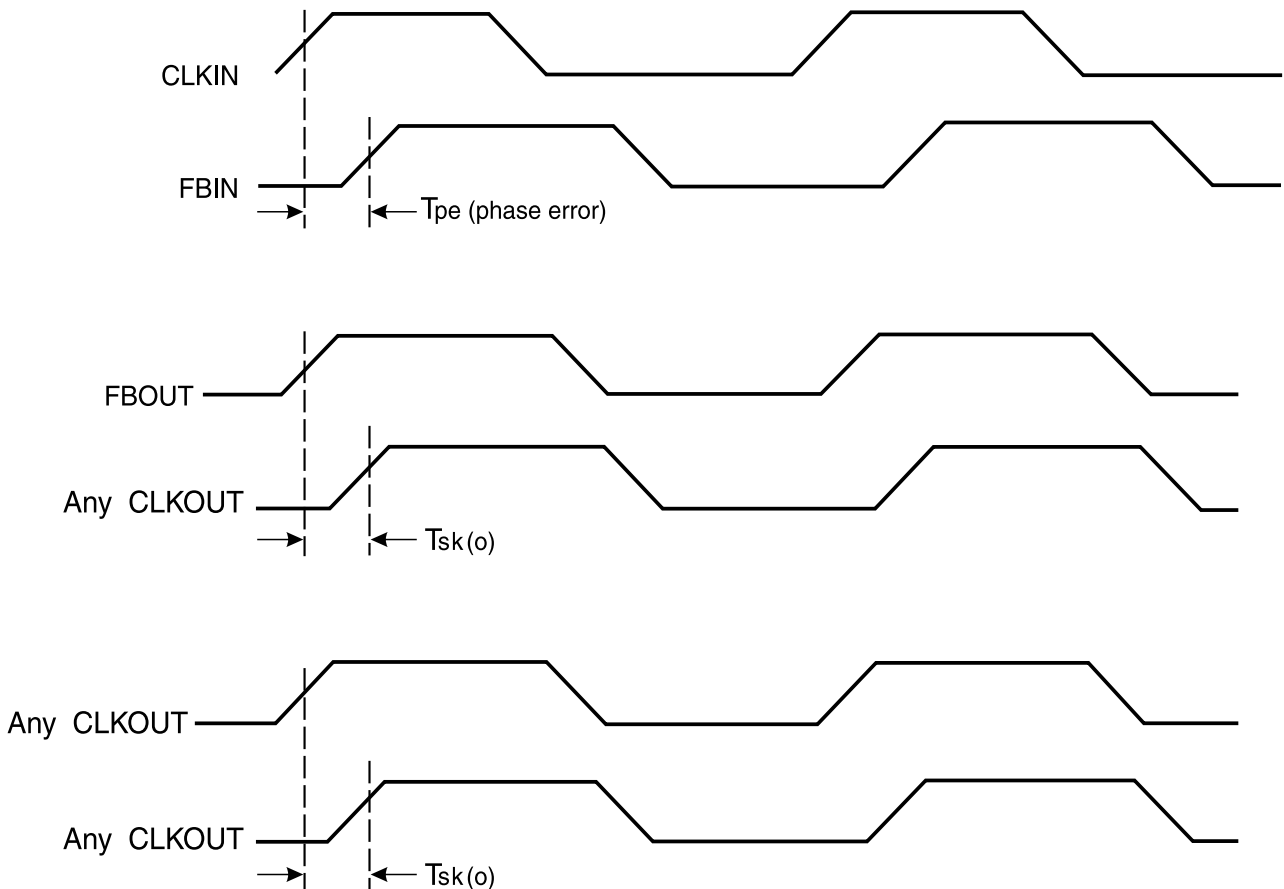 CLKIN
FBIN
Tpe (phase error)
FBOUT
Any CLKOUT
Tsk(o)
Any CLKOUT
Any CLKOUT
Tsk(o)